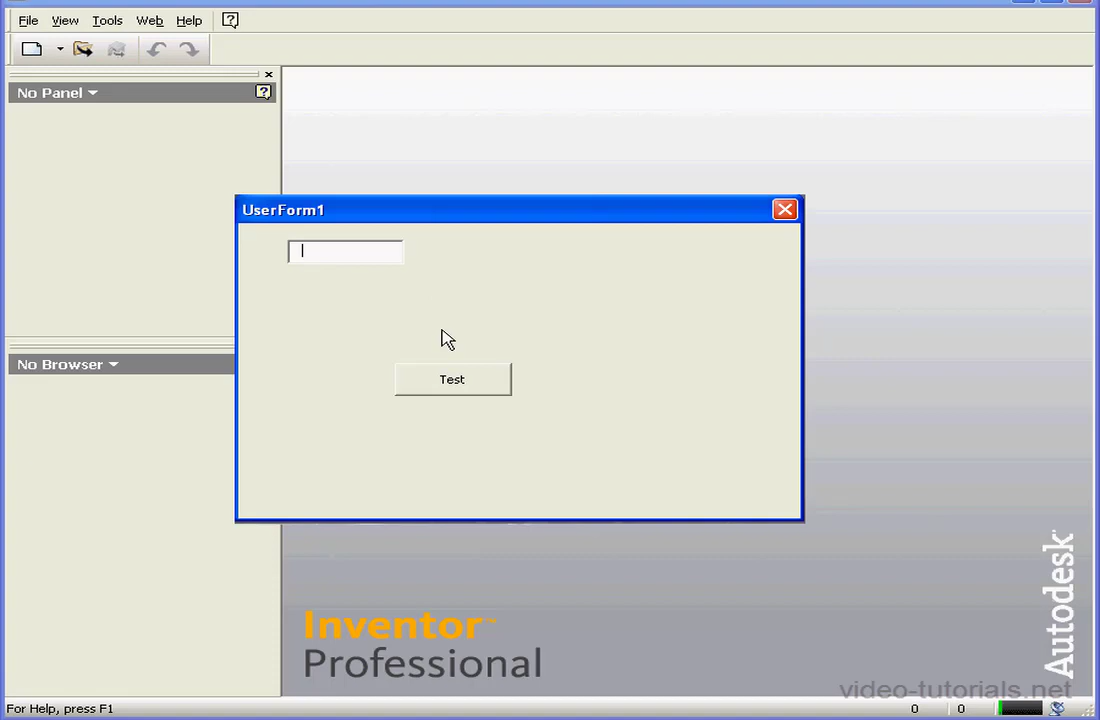 File View Tools Web Help
No Panel
UserForm1
Test
No Browser
Inventor™
Professional
Autodesk
video-tutorials.net
For Help, press F1 0 0